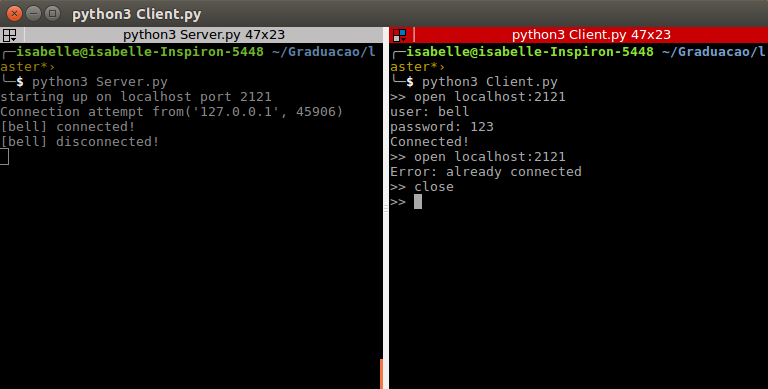 python3 Client.py
python3 Server.py 47x23
╭─isabelle@isabelle-Inspiron-5448 ~/Graduacao/l
aster*›
╰─$ python3 Server.py
starting up on localhost port 2121
Connection attempt from('127.0.0.1', 45906)
[bell] connected!
[bell] disconnected!
python3 Client.py 47x23
╭─isabelle@isabelle-Inspiron-5448 ~/Graduacao/l
aster*›
╰─$ python3 Client.py
>> open localhost:2121
user: bell
password: 123
Connected!
>> open localhost:2121
Error: already connected
>> close
>>